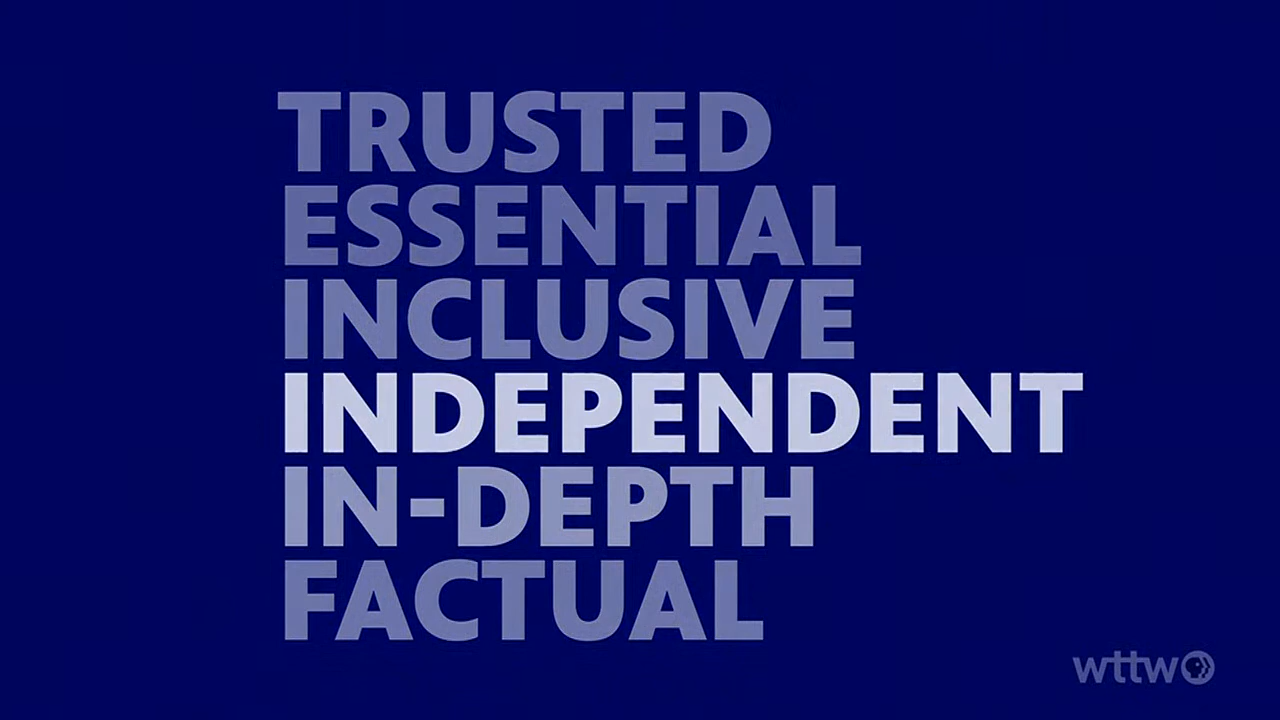 TRUSTED
ESSENTIAL
INCLUSIVE
INDEPENDENT
IN-DEPTH
FACTUAL
wttw